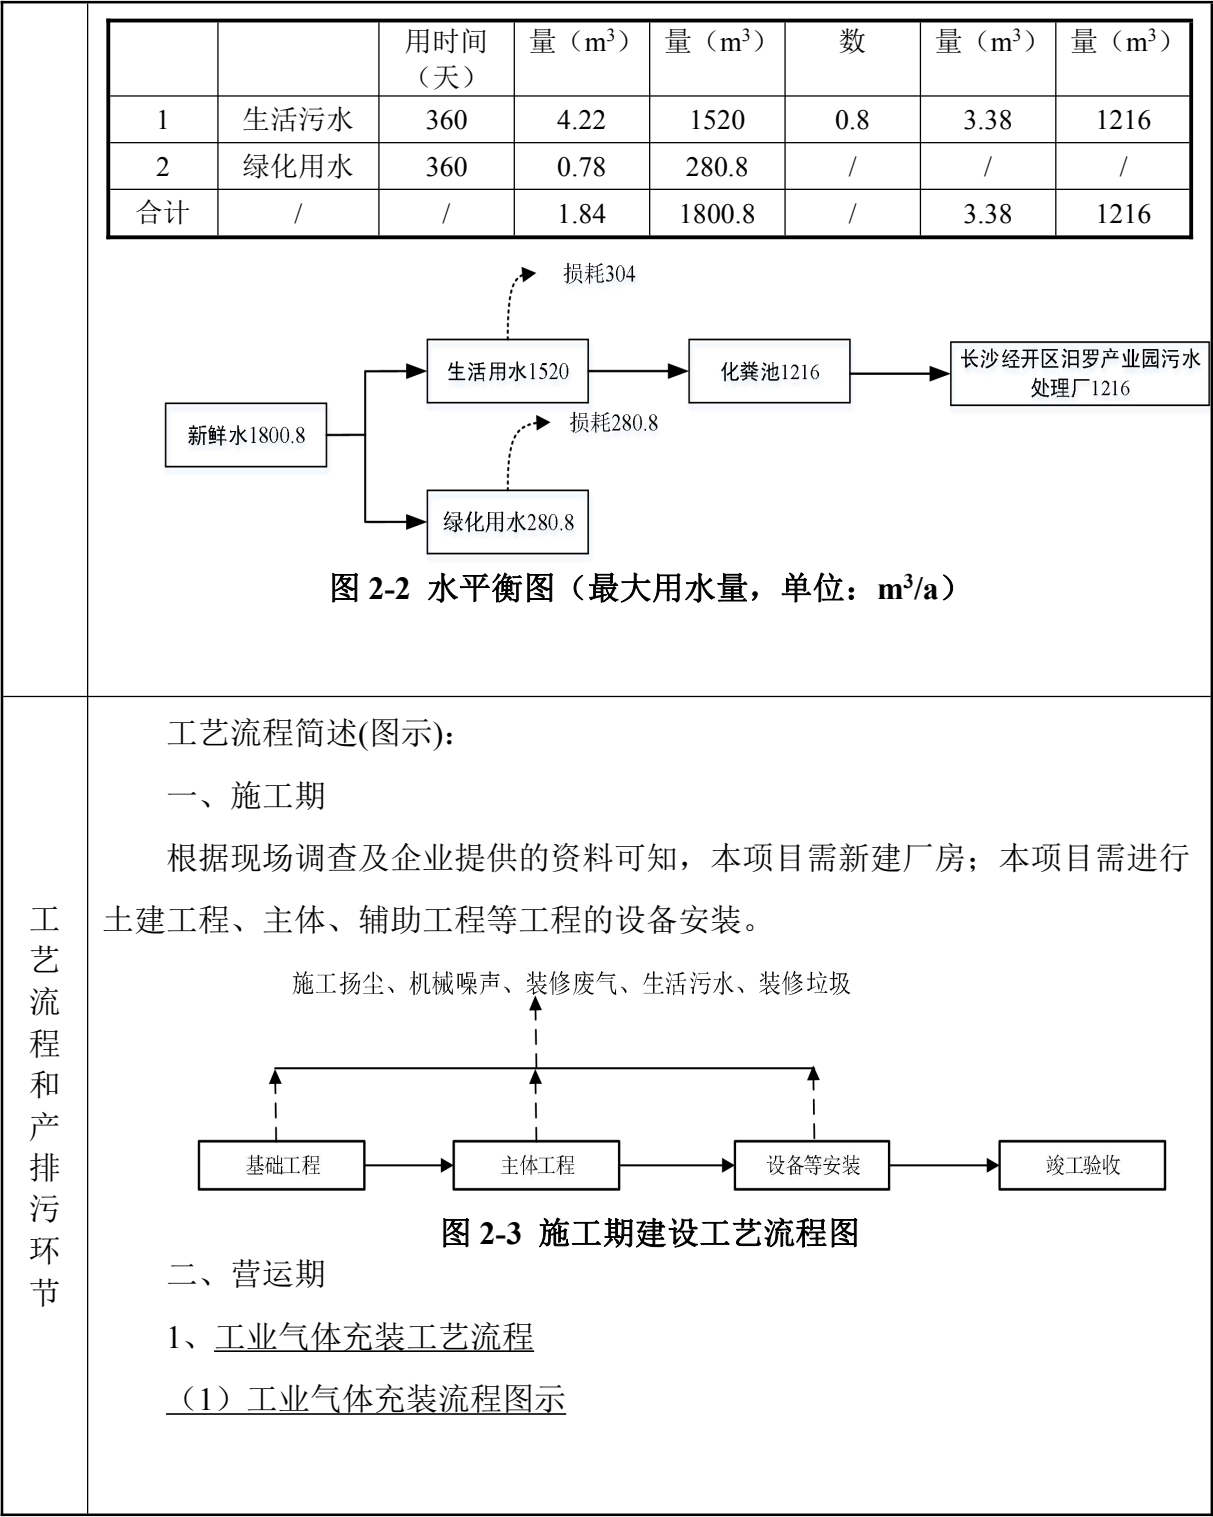 用时间 量（m³） 量（m³） 数 量（m³） 量（m³）
（天）
1 生活污水 360 4.22 1520 0.8 3.38 1216
2 绿化用水 360 0.78 280.8 / / /
合计 / / 1.84 1800.8 / 3.38 1216
损耗304
生活用水1520
化粪池1216
长沙经开区汨罗产业园污水
处理厂1216
损耗280.8
新鲜水1800.8
绿化用水280.8
图 2-2 水平衡图（最大用水量，单位：m³/a）
工艺流程和产排污环节
工艺流程简述(图示)：
一、施工期
根据现场调查及企业提供的资料可知，本项目需新建厂房；本项目需进行
土建工程、主体、辅助工程等工程的设备安装。
施工扬尘、机械噪声、装修废气、生活污水、装修垃圾
基础工程 主体工程 设备等安装 竣工验收
图 2-3 施工期建设工艺流程图
二、营运期
1、工业气体充装工艺流程
（1）工业气体充装流程图示